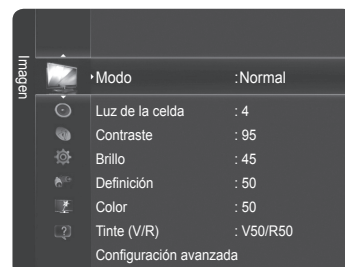 Imagen
Modo :Normal
Luz de la celda : 4
Contraste : 95
Brillo : 45
Definición : 50
Color : 50
Tinte (V/R) : V50/R50
Configuración avanzada